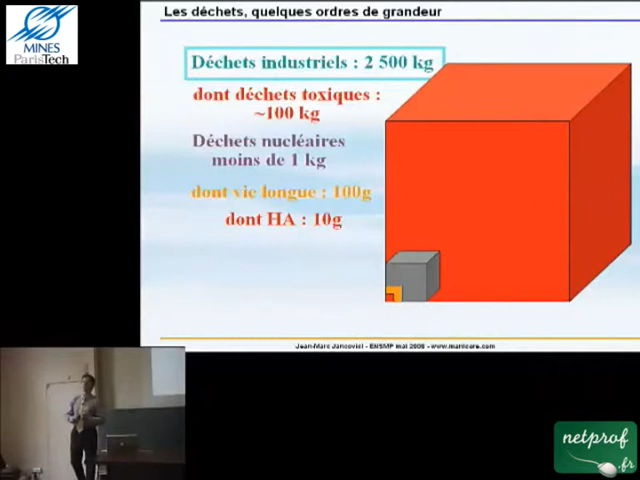 Les déchets, quelques ordres de grandeur
MINES
ParisTech
Déchets industriels : 2 500 kg
dont déchets toxiques :
~100 kg
Déchets nucléaires
moins de 1 kg
dont vie longue : 100g
dont HA : 10g
Jean-Marc Jancovici - ENSMP mai 2008 - www.manicore.com
netprof
.fr